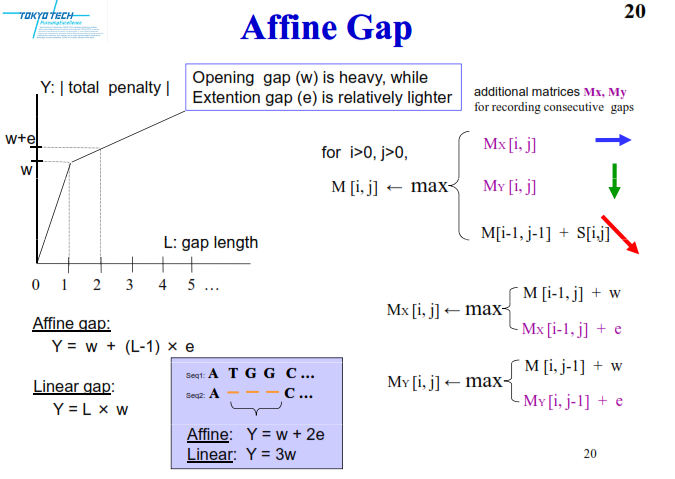 TOKYO TECH
Pursuing Excellence
Affine Gap
20
Y: | total penalty |
Opening gap (w) is heavy, while
Extention gap (e) is relatively lighter
additional matrices Mx, My
for recording consecutive gaps
w+e
w
L: gap length
0 1 2 3 4 5 …
for i>0, j>0,
M [i, j] ← max
Mx [i, j]
My [i, j]
M[i-1, j-1] + S[i,j]
Mx [i, j] ← max
M [i-1, j] + w
Mx [i-1, j] + e
My [i, j] ← max
M [i, j-1] + w
My [i, j-1] + e
Affine gap:
Y = w + (L-1) × e
Linear gap:
Y = L × w
Seq1: A T G G C …
Seq2: A – – – C …
Affine: Y = w + 2e
Linear: Y = 3w
20